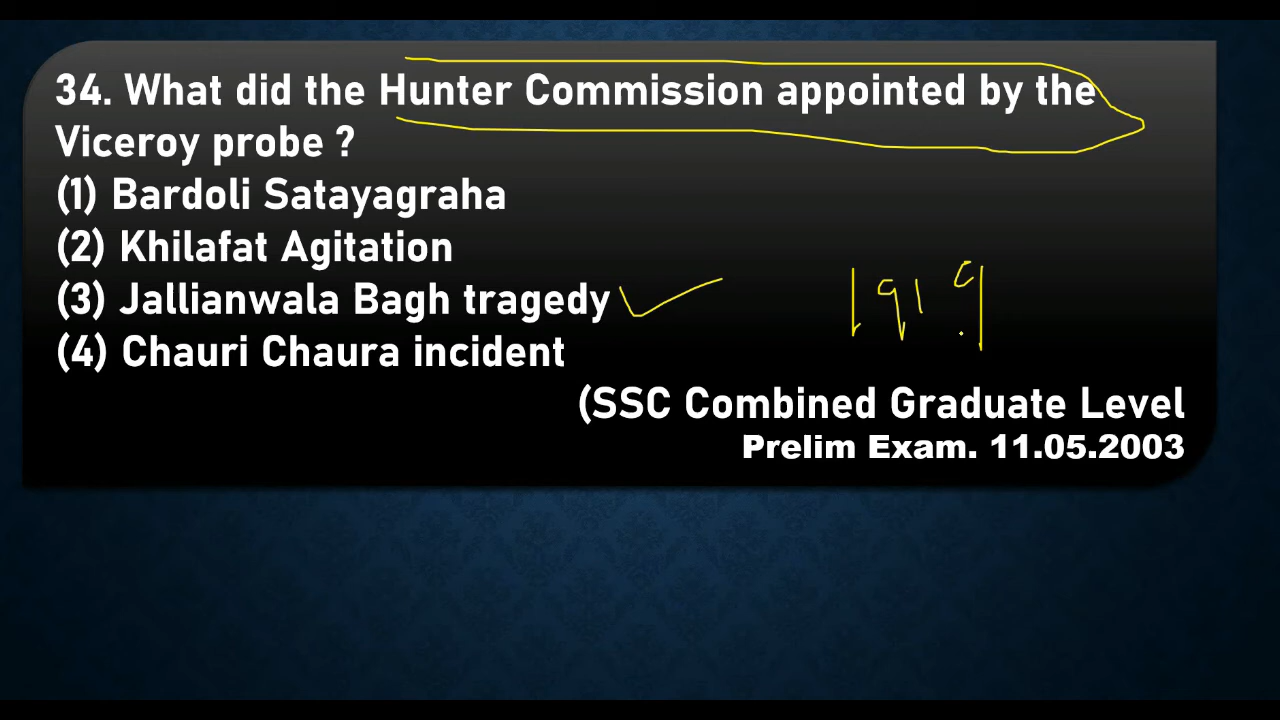 34. What did the Hunter Commission appointed by the
Viceroy probe ?
(1) Bardoli Satayagraha
(2) Khilafat Agitation
(3) Jallianwala Bagh tragedy
1919
(4) Chauri Chaura incident
(SSC Combined Graduate Level
Prelim Exam. 11.05.2003